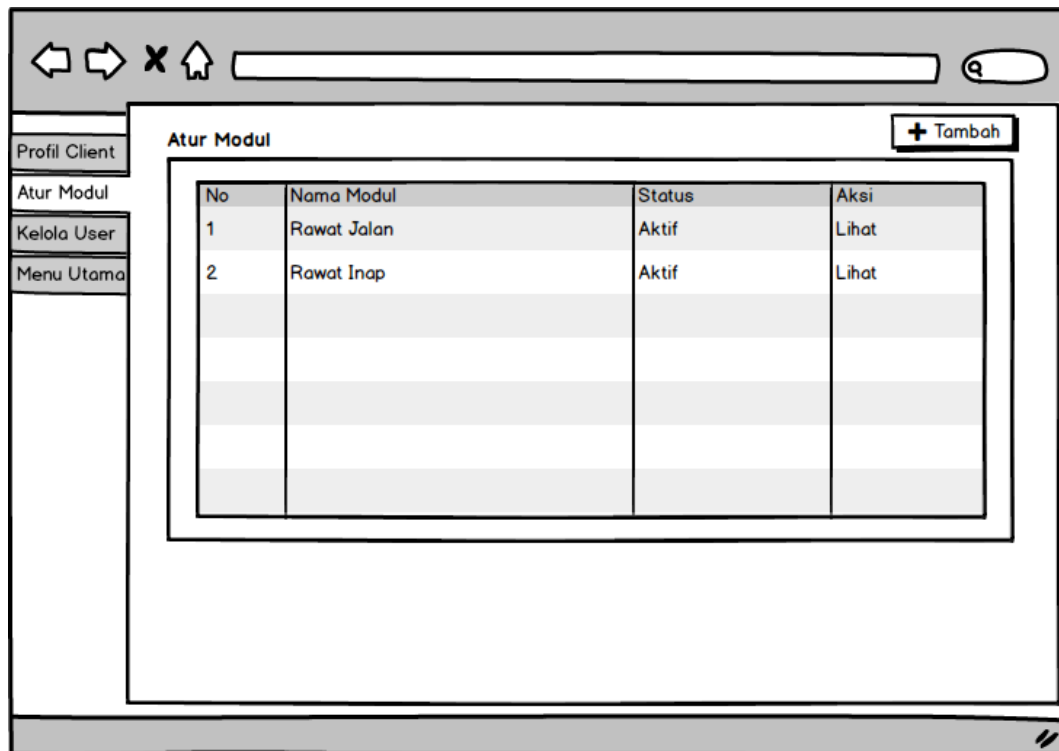 + Tambah
Atur Modul
Profil Client
Atur Modul
Kelola User
Menu Utama
No Nama Modul Status Aksi
1 Rawat Jalan Aktif Lihat
2 Rawat Inap Aktif Lihat